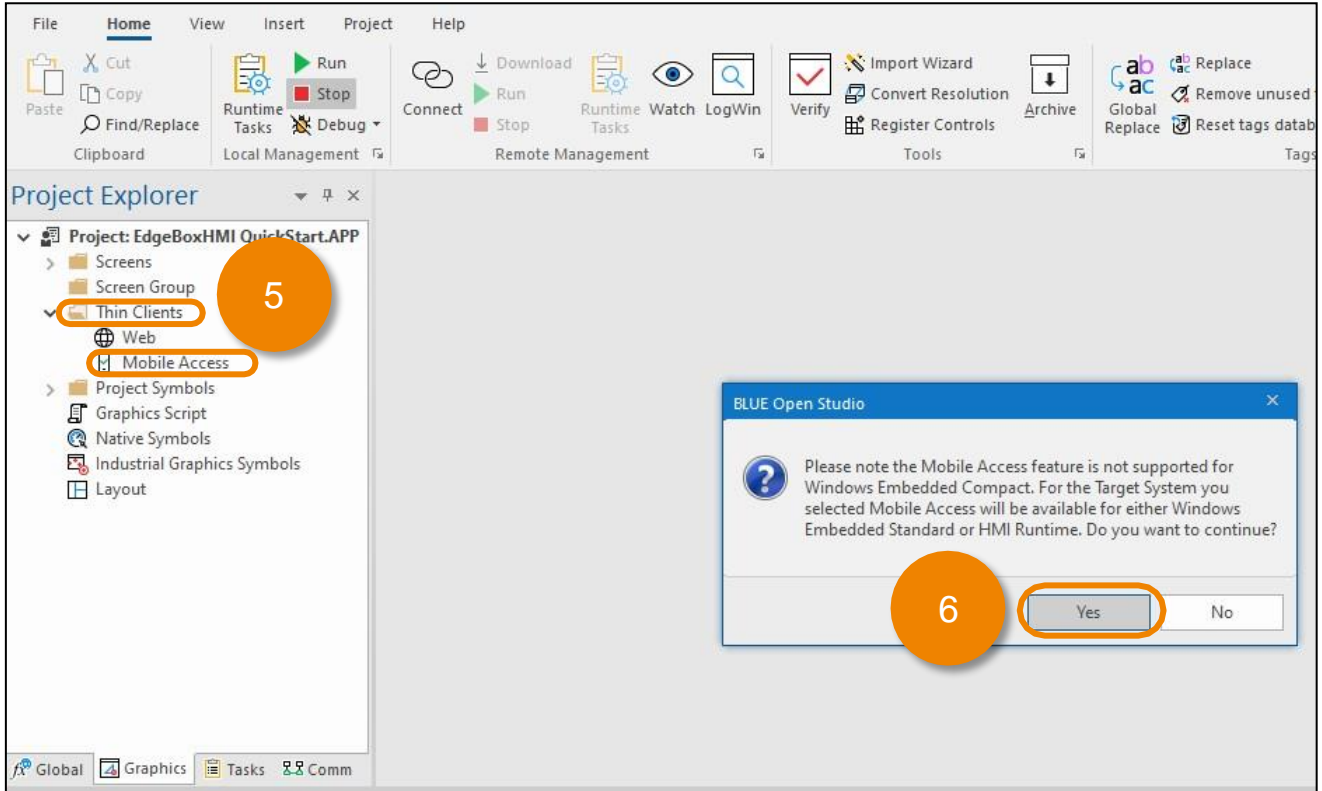 File Home View Insert Project Help
Paste
Cut
Copy
Find/Replace
Clipboard
Runtime
Tasks
Run
Stop
Debug
Local Management
Connect
Download
Run
Stop
Runtime
Tasks
Watch
LogWin
Remote Management
Verify
Import Wizard
Convert Resolution
Register Controls
Archive
Tools
Global
Replace
Replace
Remove unused
Reset tags datab
Tags
Project Explorer
Project: EdgeBoxHMI QuickStart.APP
Screens
Screen Group
Thin Clients
Web
Mobile Access
Project Symbols
Graphics Script
Native Symbols
Industrial Graphics Symbols
Layout
5
BLUE Open Studio
Please note the Mobile Access feature is not supported for
Windows Embedded Compact. For the Target System you
selected Mobile Access will be available for either Windows
Embedded Standard or HMI Runtime. Do you want to continue?
6
Yes No
Global Graphics Tasks Comm